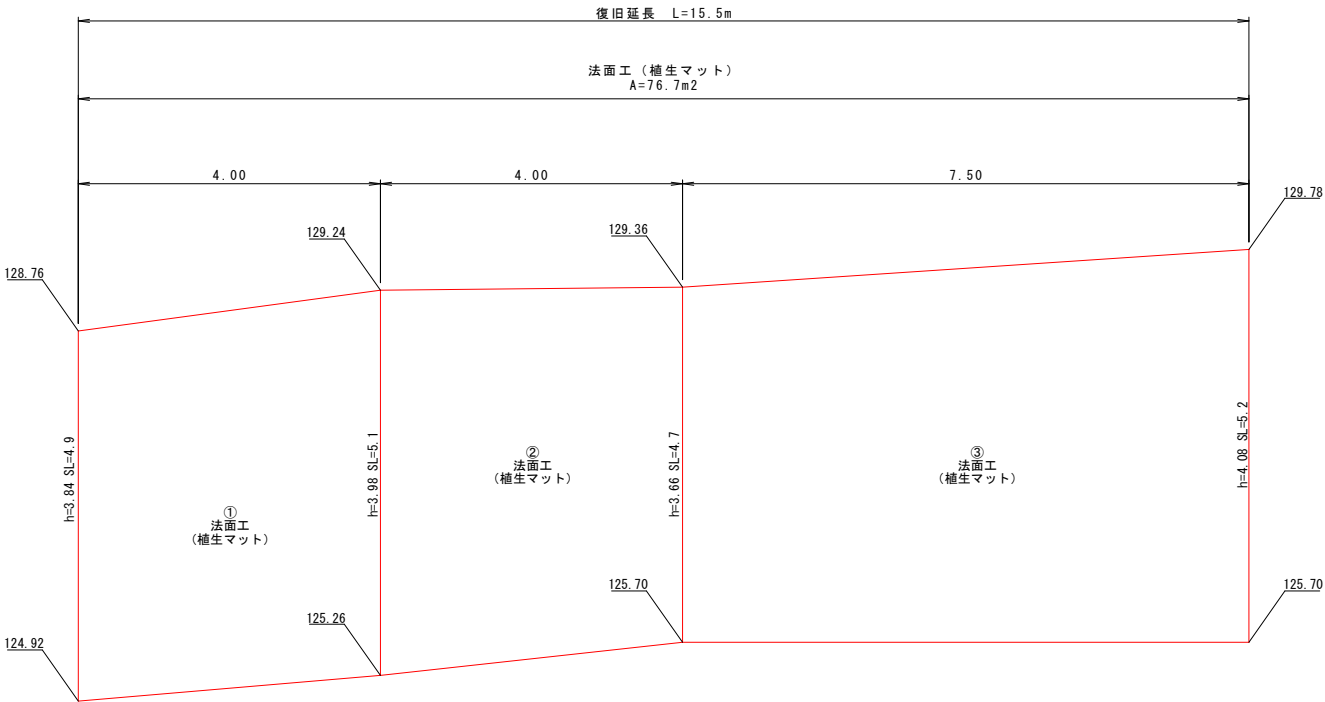 復旧延長 L=15.5m
法面工（植生マット）
A=76.7m2
4.00
4.00
7.50
128.76
129.24
129.36
129.78
h=3.84 SL=4.9
h=3.98 SL=5.1
h=3.66 SL=4.7
h=4.08 SL=5.2
①
法面工
（植生マット）
②
法面工
（植生マット）
③
法面工
（植生マット）
124.92
125.26
125.70
125.70